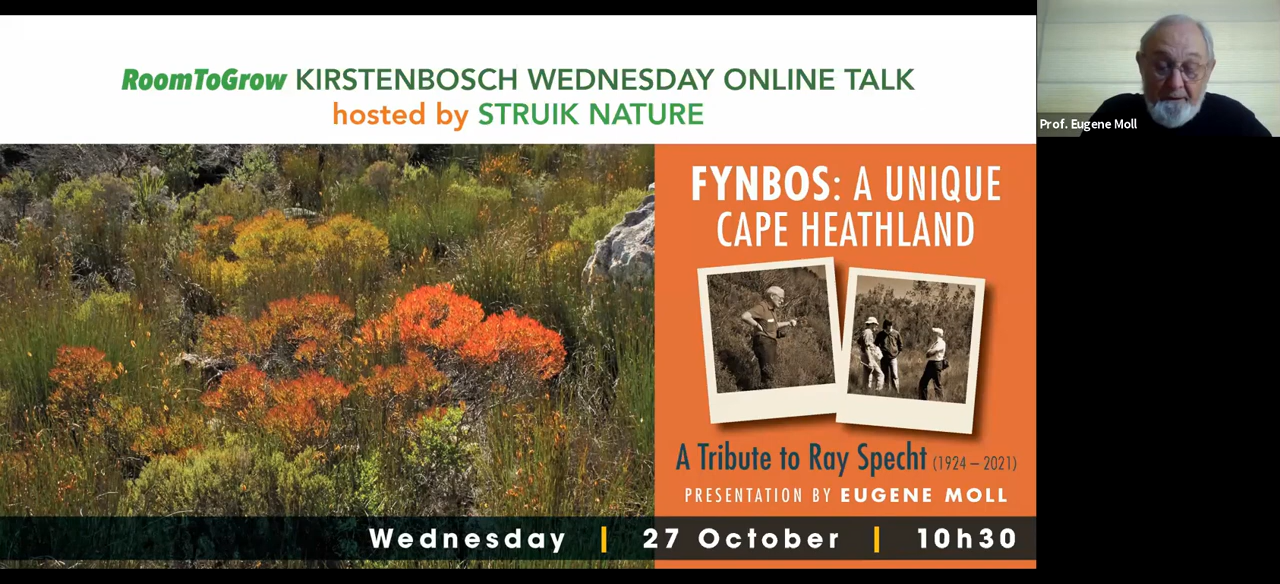 RoomToGrow KIRSTENBOSCH WEDNESDAY ONLINE TALK
hosted by STRUIK NATURE
Prof. Eugene Moll
FYNBOS: A UNIQUE
CAPE HEATHLAND
A Tribute to Ray Specht (1924 – 2021)
PRESENTATION BY EUGENE MOLL
Wednesday | 27 October | 10h30